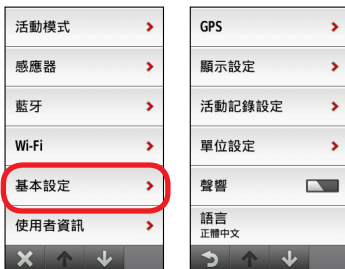 活動模式
感應器
藍牙
Wi-Fi
基本設定
使用者資訊
GPS
顯示設定
活動記錄設定
單位設定
聲響
語言
正體中文